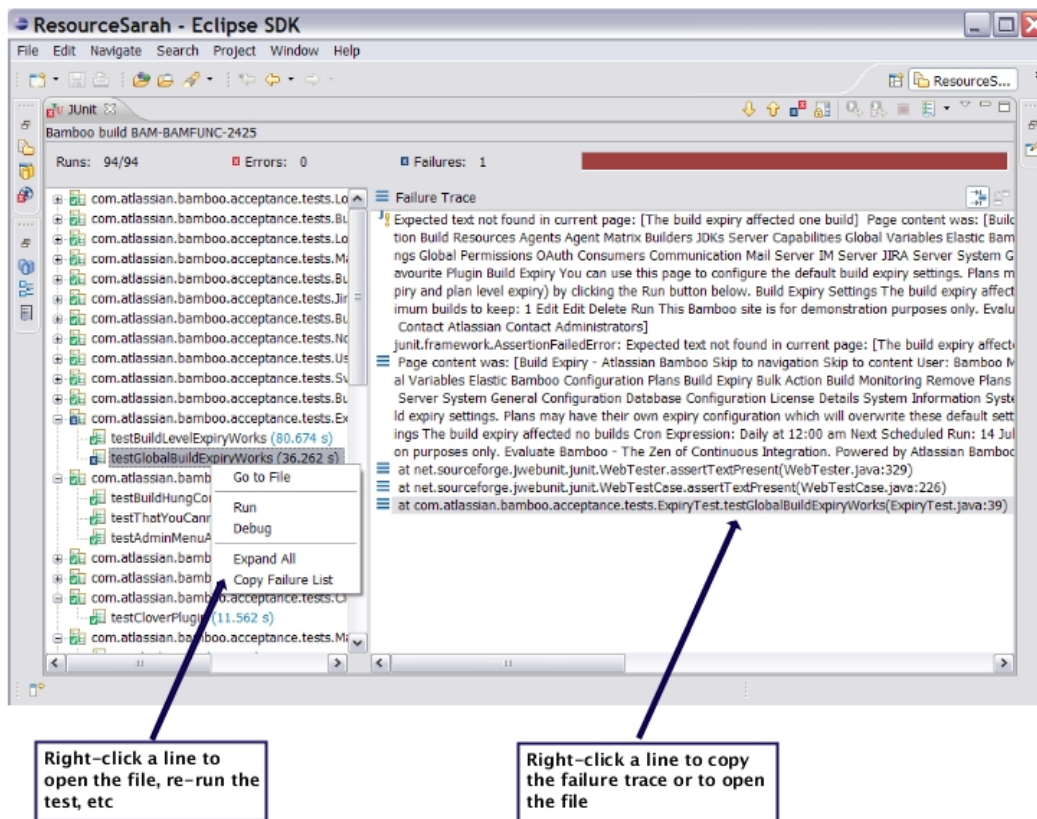 ResourceSarah - Eclipse SDK
File Edit Navigate Search Project Window Help
ResourceS...
JUnit
Bamboo build BAM-BAMFUNC-2425
Runs: 94/94 Errors: 0 Failures: 1
com.atlassian.bamboo.acceptance.tests.Lo
com.atlassian.bamboo.acceptance.tests.Bu
com.atlassian.bamboo.acceptance.tests.Lo
com.atlassian.bamboo.acceptance.tests.Ma
com.atlassian.bamboo.acceptance.tests.Bu
com.atlassian.bamboo.acceptance.tests.Jir
com.atlassian.bamboo.acceptance.tests.Bu
com.atlassian.bamboo.acceptance.tests.No
com.atlassian.bamboo.acceptance.tests.Us
com.atlassian.bamboo.acceptance.tests.Sv
com.atlassian.bamboo.acceptance.tests.Bu
com.atlassian.bamboo.acceptance.tests.Ex
testBuildLevelExpiryWorks (80.674 s)
testGlobalBuildExpiryWorks (36.262 s)
com.atlassian.bamb
testBuildHungCo
testThatYouCann
testAdminMenuA
com.atlassian.bamb
com.atlassian.bamb
com.atlassian.bamboo.acceptance.tests.Cl
testCloverPlugin (11.562 s)
com.atlassian.bamboo.acceptance.tests.Ma
Go to File
Run
Debug
Expand All
Copy Failure List
Failure Trace
Expected text not found in current page: [The build expiry affected one build] Page content was: [Build
tion Build Resources Agents Agent Matrix Builders JDKs Server Capabilities Global Variables Elastic Bam
ngs Global Permissions OAuth Consumers Communication Mail Server IM Server JIRA Server System G
avourite Plugin Build Expiry You can use this page to configure the default build expiry settings. Plans m
piry and plan level expiry) by clicking the Run button below. Build Expiry Settings The build expiry affect
imum builds to keep: 1 Edit Edit Delete Run This Bamboo site is for demonstration purposes only. Evalu
Contact Atlassian Contact Administrators]
junit.framework.AssertionFailedError: Expected text not found in current page: [The build expiry affecte
Page content was: [Build Expiry - Atlassian Bamboo Skip to navigation Skip to content User: Bamboo M
al Variables Elastic Bamboo Configuration Plans Build Expiry Bulk Action Build Monitoring Remove Plans
Server System General Configuration Database Configuration License Details System Information Syste
ld expiry settings. Plans may have their own expiry configuration which will overwrite these default sett
ings The build expiry affected no builds Cron Expression: Daily at 12:00 am Next Scheduled Run: 14 Jul
on purposes only. Evaluate Bamboo - The Zen of Continuous Integration. Powered by Atlassian Bamboo
at net.sourceforge.jwebunit.junit.WebTester.assertTextPresent(WebTester.java:329)
at net.sourceforge.jwebunit.junit.WebTestCase.assertTextPresent(WebTestCase.java:226)
at com.atlassian.bamboo.acceptance.tests.ExpiryTest.testGlobalBuildExpiryWorks(ExpiryTest.java:39)
Right-click a line to
open the file, re-run the
test, etc
Right-click a line to copy
the failure trace or to open
the file